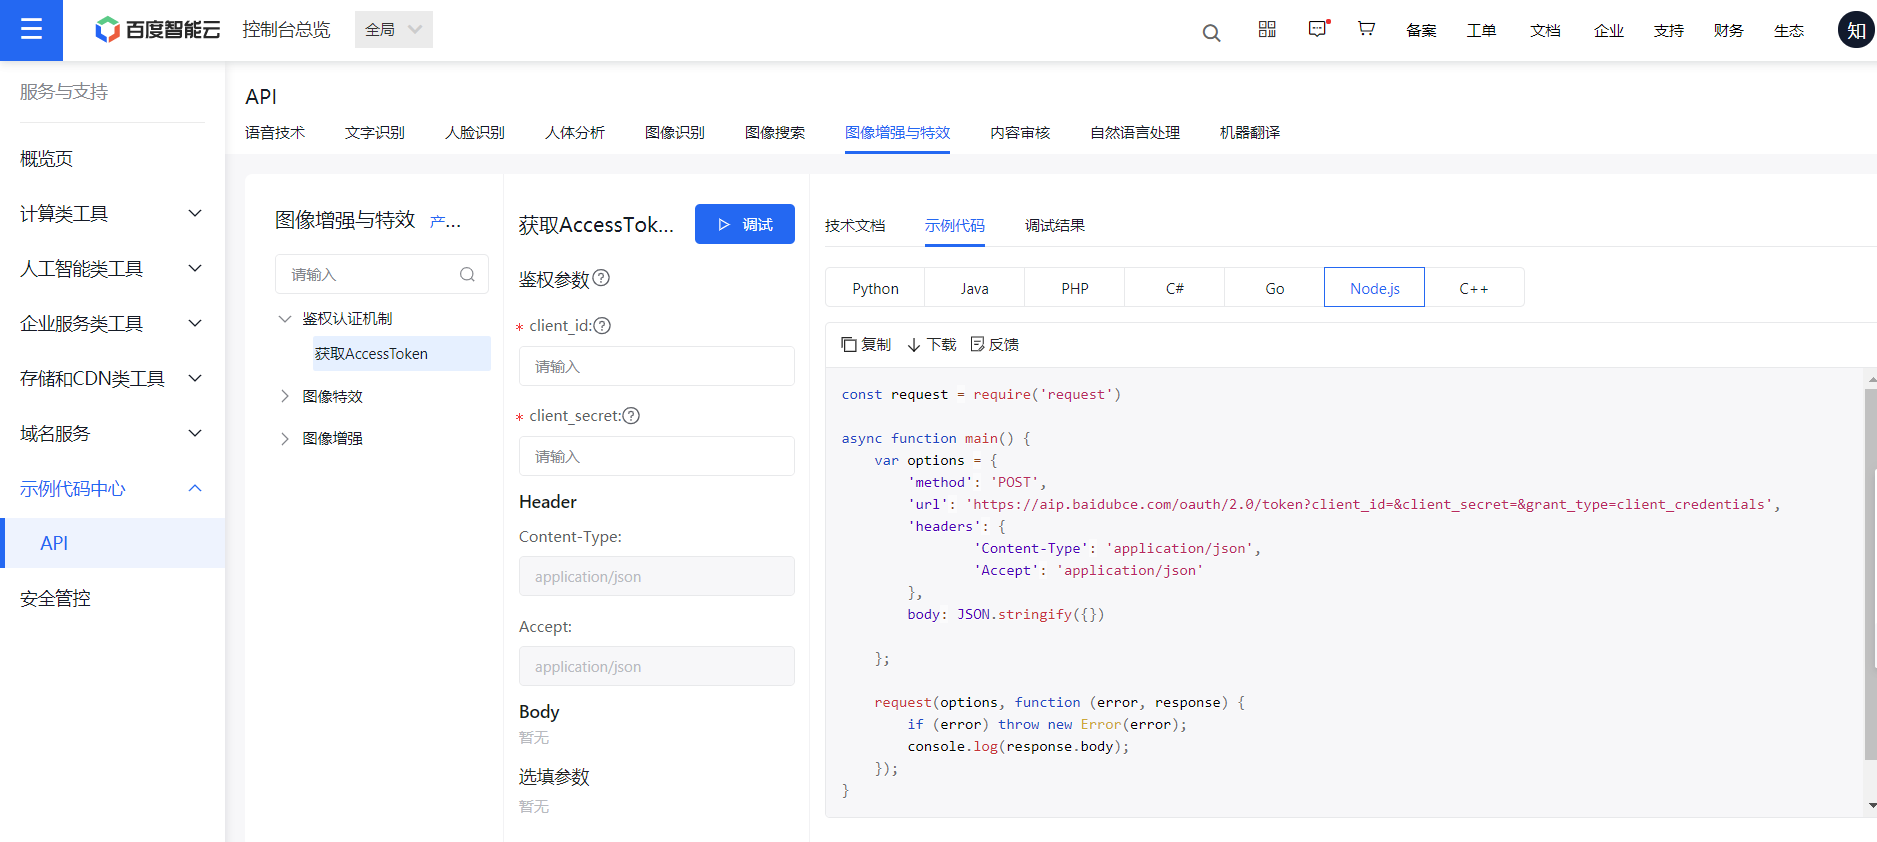 百度智能云
控制台总览
全局
备案
工单
文档
企业
支持
财务
生态
知
服务与支持
概览页
计算类工具
人工智能类工具
企业服务类工具
存储和CDN类工具
域名服务
示例代码中心
API
安全管控
API
语音技术
文字识别
人脸识别
人体分析
图像识别
图像搜索
图像增强与特效
内容审核
自然语言处理
机器翻译
图像增强与特效 产...
请输入
鉴权认证机制
获取AccessToken
图像特效
图像增强
获取AccessTok...
调试
鉴权参数
* client_id:
请输入
* client_secret:
请输入
Header
Content-Type:
application/json
Accept:
application/json
Body
暂无
选填参数
暂无
技术文档
示例代码
调试结果
Python
Java
PHP
C#
Go
Node.js
C++
复制
下载
反馈
const request = require('request')
async function main() {
var options = {
'method': 'POST',
'url': 'https://aip.baidubce.com/oauth/2.0/token?client_id=&client_secret=&grant_type=client_credentials',
'headers': {
'Content-Type': 'application/json',
'Accept': 'application/json'
},
body: JSON.stringify({})
};
request(options, function (error, response) {
if (error) throw new Error(error);
console.log(response.body);
});
}